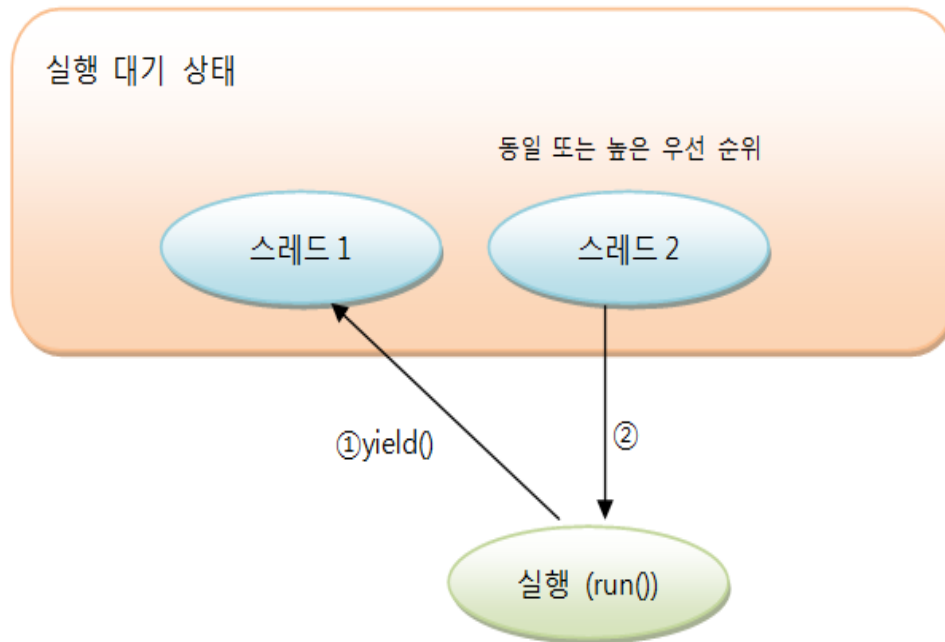 실행 대기 상태
동일 또는 높은 우선 순위
스레드 1
스레드 2
①yield()
②
실행 (run())